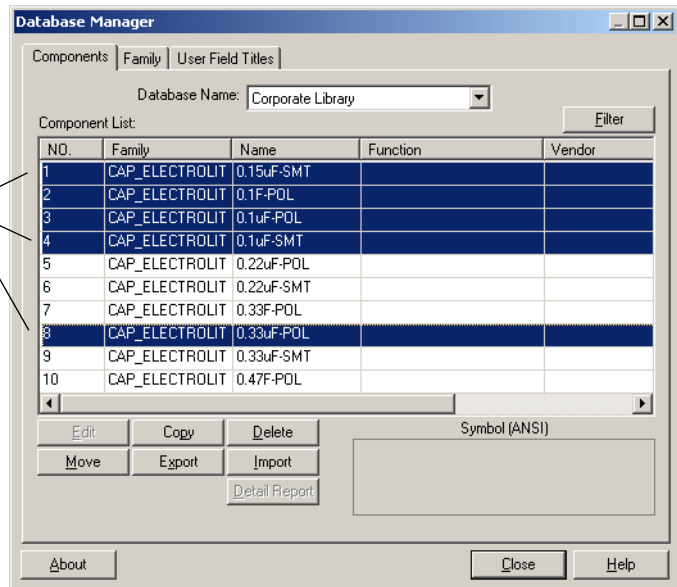 Database Manager
Components Family User Field Titles
Database Name: Corporate Library
Filter
Component List:
NO. Family Name Function Vendor
1 CAP_ELECTROLIT 0.15uF-SMT
2 CAP_ELECTROLIT 0.1F-POL
3 CAP_ELECTROLIT 0.1uF-POL
4 CAP_ELECTROLIT 0.1uF-SMT
5 CAP_ELECTROLIT 0.22uF-POL
6 CAP_ELECTROLIT 0.22uF-SMT
7 CAP_ELECTROLIT 0.33F-POL
8 CAP_ELECTROLIT 0.33uF-POL
9 CAP_ELECTROLIT 0.33uF-SMT
10 CAP_ELECTROLIT 0.47F-POL
Edit Copy Delete Symbol (ANSI)
Move Export Import
Detail Report
About Close Help